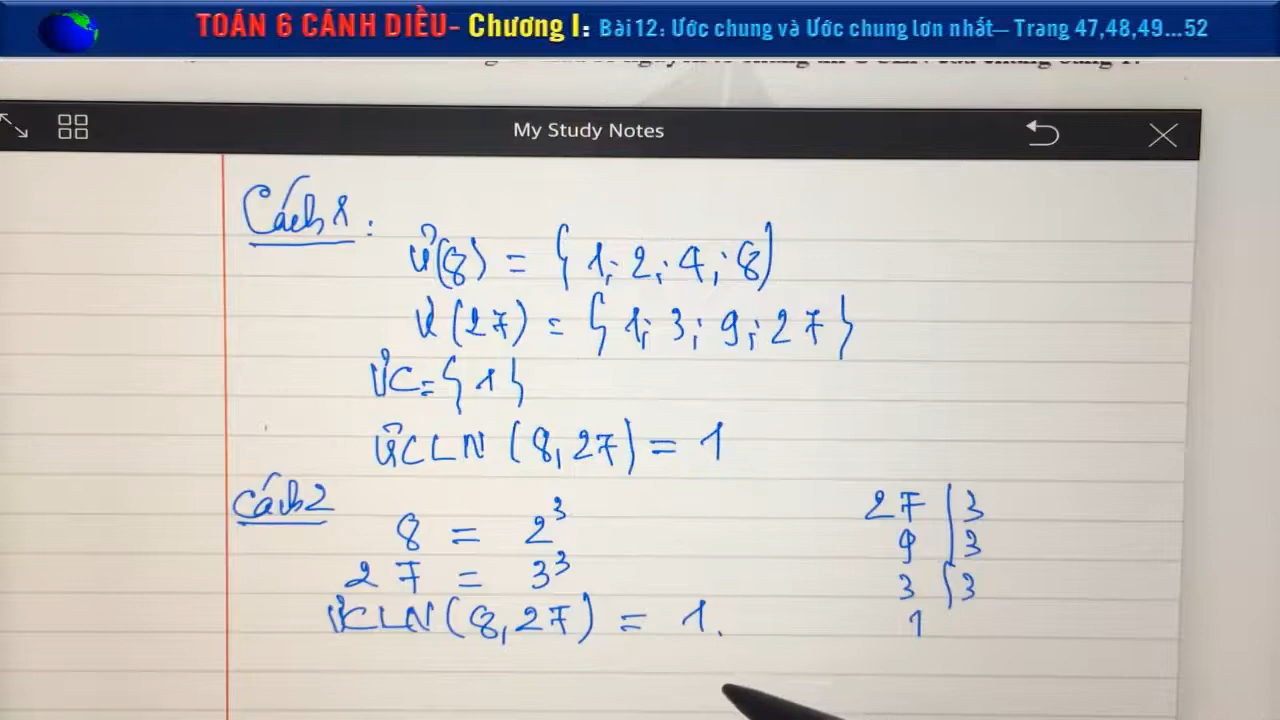 TOÁN 6 CÁNH DIỀU- Chương I: Bài 12: Ước chung và Ước chung lớn nhất– Trang 47,48,49...52
My Study Notes
Cách 1:
Ư(8) = {1; 2; 4; 8}
Ư(27) = {1; 3; 9; 27}
ƯC = {1}
ƯCLN (8, 27) = 1
Cách 2
8 = 2³
27 = 3³
ƯCLN(8, 27) = 1.
27 | 3
9 | 3
3 | 3
1